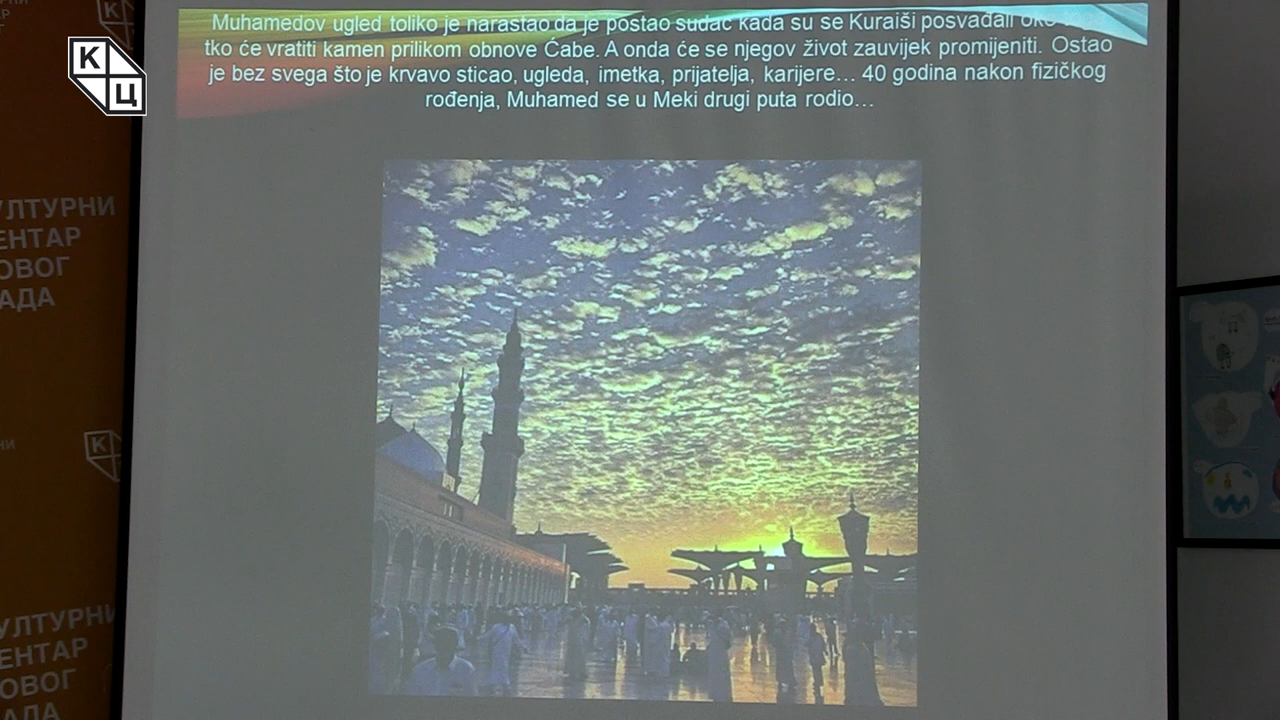 Muhamedov ugled toliko je narastao da je postao sudac kada su se Kuraiši posvađali oko
tko će vratiti kamen prilikom obnove Ćabe. A onda će se njegov život zauvijek promijeniti. Ostao
je bez svega što je krvavo sticao, ugleda, imetka, prijatelja, karijere... 40 godina nakon fizičkog
rođenja, Muhamed se u Meki drugi puta rodio...
К
Ц
УЛТУРНИ
ЕНТАР
ОВОГ
АДА
НИ
К
УЛТУРНИ
ЕНТАР
ОВОГ
АДА